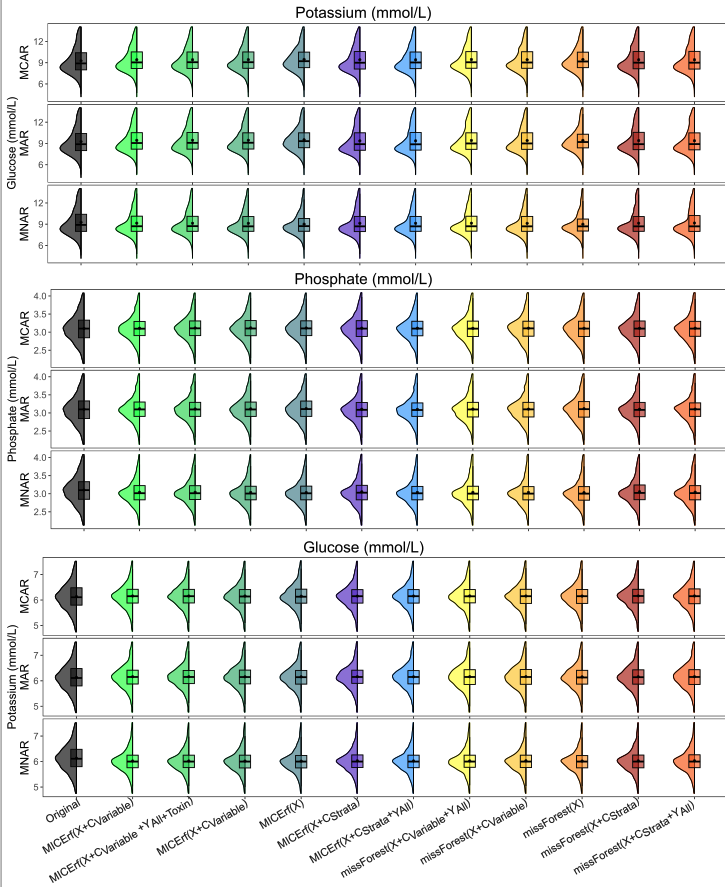 Potassium (mmol/L)
Glucose (mmol/L)
MCAR
12
9
6
MAR
12
9
6
MNAR
12
9
6
Phosphate (mmol/L)
Phosphate (mmol/L)
MCAR
4.0
3.5
3.0
2.5
MAR
4.0
3.5
3.0
2.5
MNAR
4.0
3.5
3.0
2.5
Glucose (mmol/L)
Potassium (mmol/L)
MCAR
7
6
5
MAR
7
6
5
MNAR
7
6
5
Original
MICErf(X+CVariable)
MICErf(X+CVariable +YAll+Toxin)
MICErf(X+CVariable)
MICErf(X)
MICErf(X+CStrata)
MICErf(X+CStrata+YAll)
missForest(X+CVariable+YAll)
missForest(X+CVariable)
missForest(X)
missForest(X+CStrata)
missForest(X+CStrata+YAll)